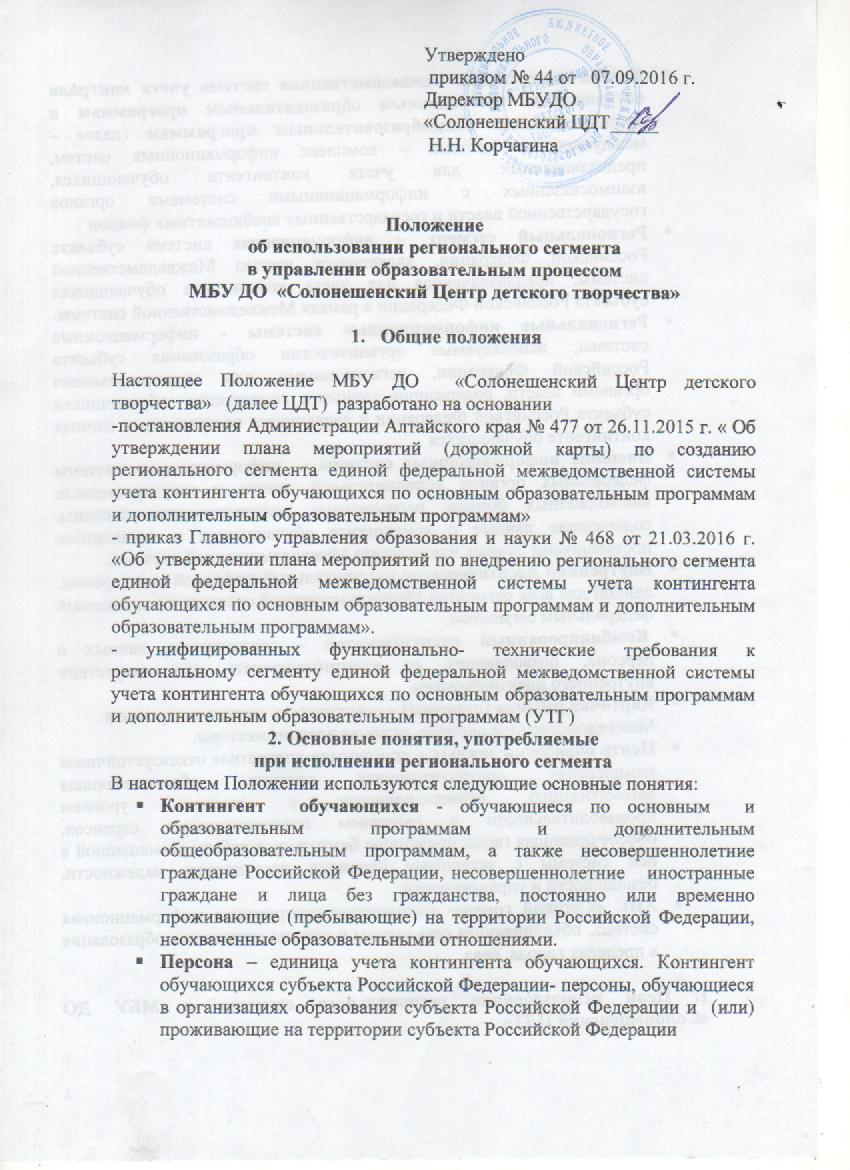 Утверждено
приказом № 44 от 07.09.2016 г.
Директор МБУДО
«Солонешенский ЦДТ
Н.Н. Корчагина
Положение
об использовании регионального сегмента
в управлении образовательным процессом
МБУ ДО «Солонешенский Центр детского творчества»
1. Общие положения
Настоящее Положение МБУ ДО «Солонешенский Центр детского
творчества» (далее ЦДТ) разработано на основании:
-постановления Администрации Алтайского края № 477 от 26.11.2015 г. « Об
утверждении плана мероприятий (дорожной карты) по созданию
регионального сегмента единой федеральной межведомственной системы
учета контингента обучающихся по основным образовательным программам
и дополнительным образовательным программам»
- приказ Главного управления образования и науки № 468 от 21.03.2016 г.
«Об утверждении плана мероприятий по внедрению регионального сегмента
единой федеральной межведомственной системы учета контингента
обучающихся по основным образовательным программам и дополнительным
образовательным программам».
- унифицированных функционально- технические требования к
региональному сегменту единой федеральной межведомственной системы
учета контингента обучающихся по основным образовательным программам
и дополнительным образовательным программам (УТГ)
2. Основные понятия, употребляемые
при исполнении регионального сегмента
В настоящем Положении используются следующие основные понятия:
▪ Контингент обучающихся - обучающиеся по основным и
образовательным программам и дополнительным
общеобразовательным программам, а также несовершеннолетние
граждане Российской Федерации, несовершеннолетние иностранные
граждане и лица без гражданства, постоянно или временно
проживающие (пребывающие) на территории Российской Федерации,
неохваченные образовательными отношениями.
▪ Персона – единица учета контингента обучающихся. Контингент
обучающихся субъекта Российской Федерации- персоны, обучающиеся
в организациях образования субъекта Российской Федерации и (или)
проживающие на территории субъекта Российской Федерации